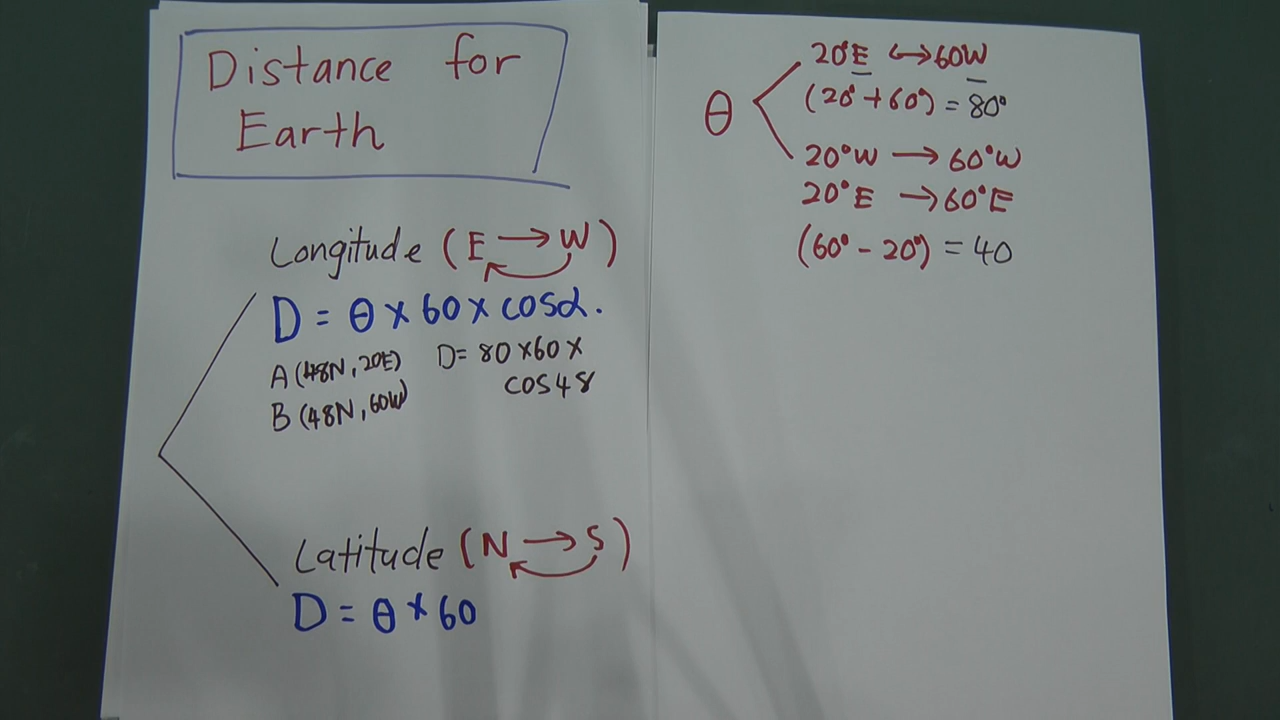 Distance for
Earth
Longitude (E → W)
D = θ × 60 × cosα.
A (48N, 20E)
B (48N, 60W)
D = 80 × 60 ×
cos 48
Latitude (N → S)
D = θ × 60
θ
20°E ↔ 60W
(20° + 60°) = 80°
20°W → 60°W
20°E → 60°E
(60° - 20°) = 40